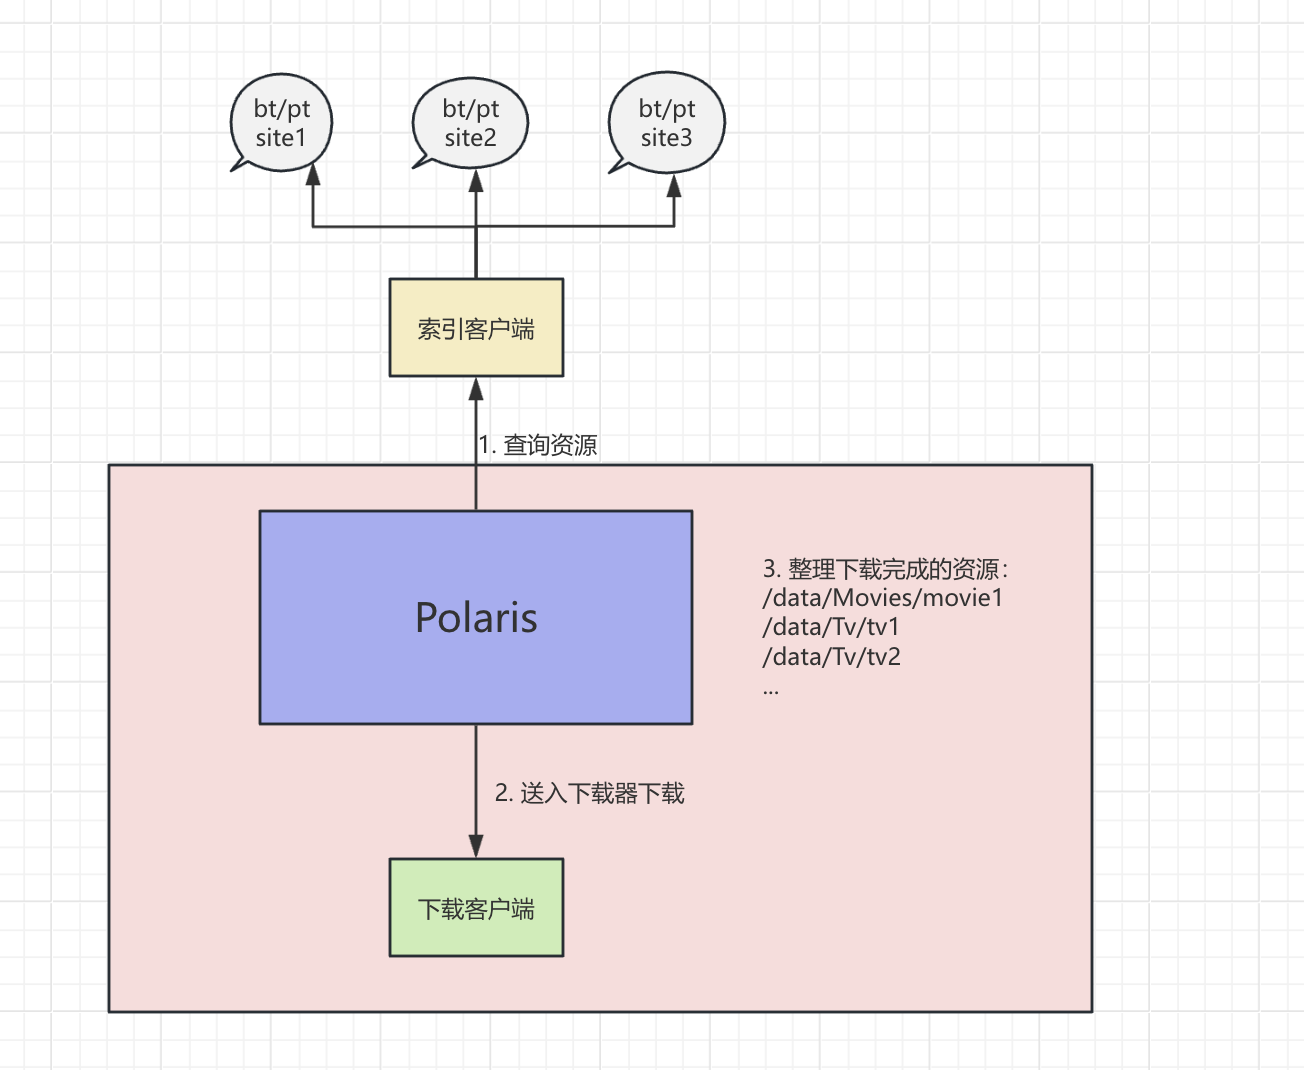 bt/pt
site1
bt/pt
site2
bt/pt
site3
索引客户端
1. 查询资源
Polaris
3. 整理下载完成的资源：
/data/Movies/movie1
/data/Tv/tv1
/data/Tv/tv2
...
2. 送入下载器下载
下载客户端